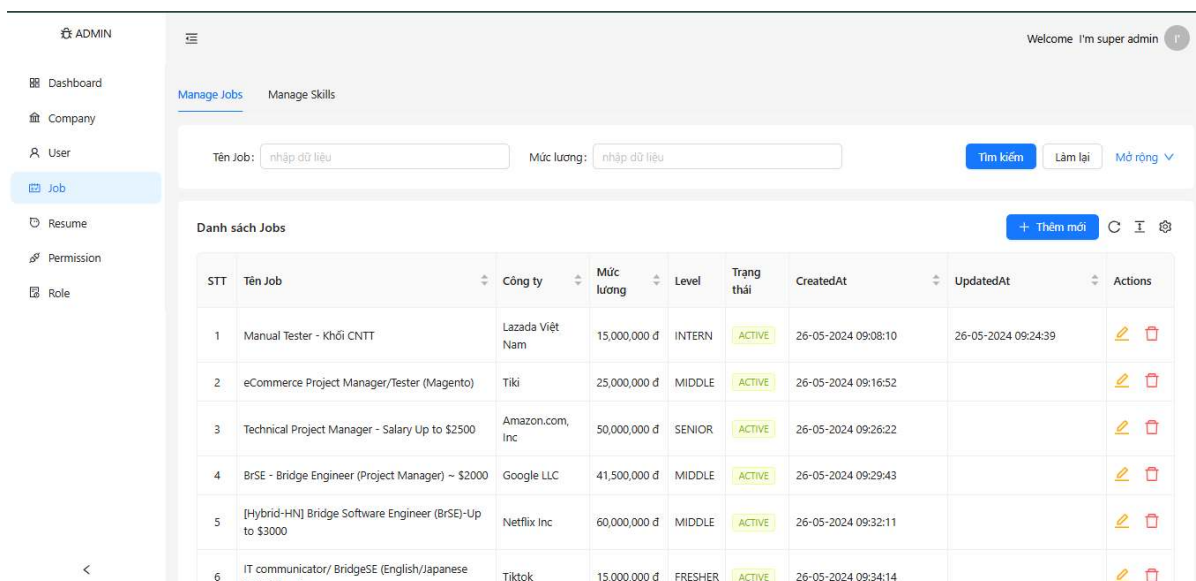 ADMIN
Welcome I'm super admin
I'
Dashboard
Company
User
Job
Resume
Permission
Role
Manage Jobs Manage Skills
Tên Job: nhập dữ liệu Mức lương: nhập dữ liệu Tìm kiếm Làm lại Mở rộng
Danh sách Jobs + Thêm mới
STT Tên Job Công ty Mức lương Level Trạng thái CreatedAt UpdatedAt Actions
1 Manual Tester - Khối CNTT Lazada Việt Nam 15,000,000 đ INTERN ACTIVE 26-05-2024 09:08:10 26-05-2024 09:24:39
2 eCommerce Project Manager/Tester (Magento) Tiki 25,000,000 đ MIDDLE ACTIVE 26-05-2024 09:16:52
3 Technical Project Manager - Salary Up to $2500 Amazon.com, Inc 50,000,000 đ SENIOR ACTIVE 26-05-2024 09:26:22
4 BrSE - Bridge Engineer (Project Manager) ~ $2000 Google LLC 41,500,000 đ MIDDLE ACTIVE 26-05-2024 09:29:43
5 [Hybrid-HN] Bridge Software Engineer (BrSE)-Up to $3000 Netflix Inc 60,000,000 đ MIDDLE ACTIVE 26-05-2024 09:32:11
6 IT communicator/ BridgeSE (English/Japanese Tiktok 15,000,000 đ FRESHER ACTIVE 26-05-2024 09:34:14